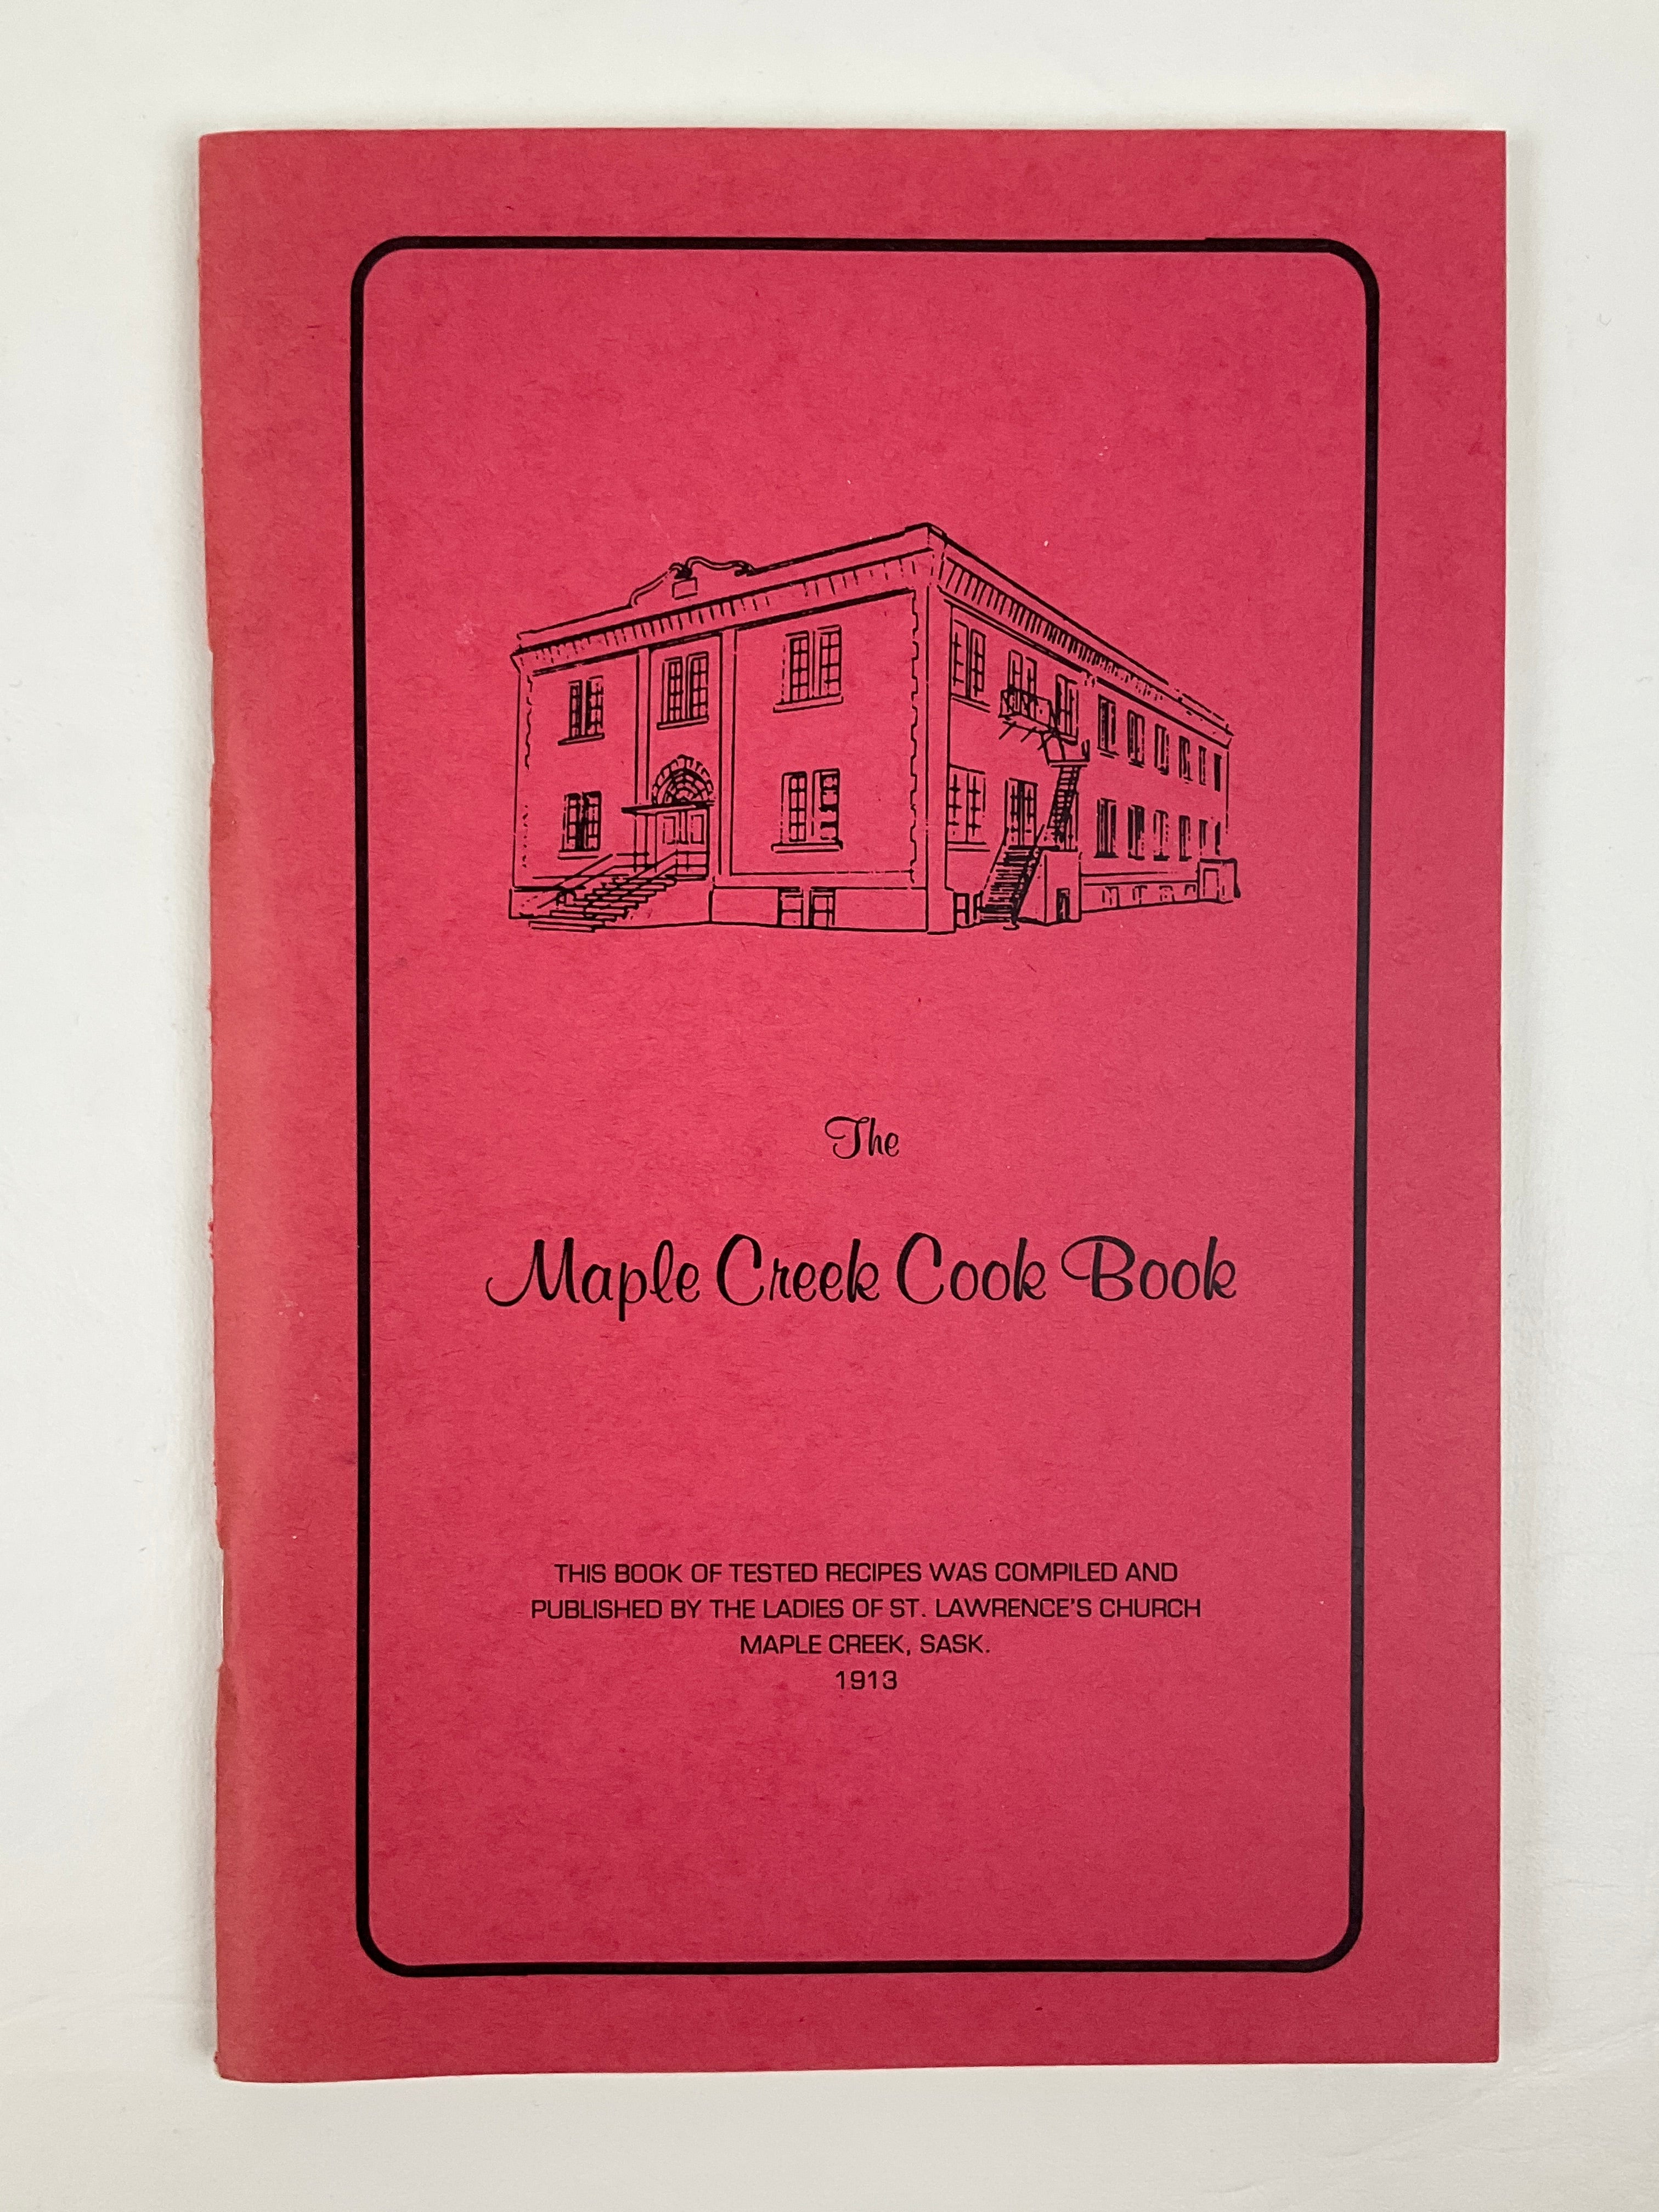 The
Maple Creek Cook Book
THIS BOOK OF TESTED RECIPES WAS COMPILED AND
PUBLISHED BY THE LADIES OF ST. LAWRENCE'S CHURCH
MAPLE CREEK, SASK.
1913